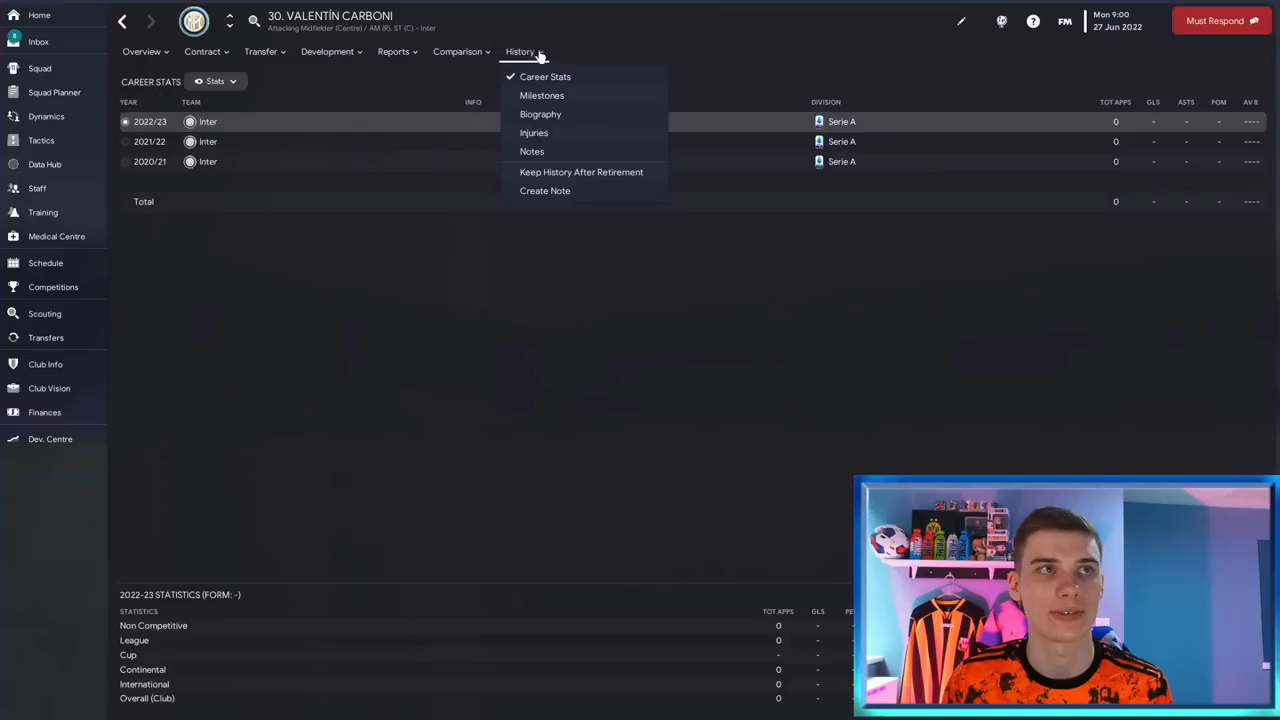 Home
30. VALENTÍN CARBONI
Attacking Midfielder (Centre) / AM (R), ST (C) - Inter
FM
Mon 9:00
27 Jun 2022
Must Respond
8
Inbox
Overview
Contract
Transfer
Development
Reports
Comparison
History
Squad
Squad Planner
Dynamics
Tactics
Data Hub
Staff
Training
Medical Centre
Schedule
Competitions
Scouting
Transfers
Club Info
Club Vision
Finances
Dev. Centre
CAREER STATS Stats
Career Stats
Milestones
Biography
Injuries
Notes
Keep History After Retirement
Create Note
YEAR TEAM INFO DIVISION TOT APPS GLS ASTS POM AV R
2022/23 Inter Serie A 0 - - - ----
2021/22 Inter Serie A 0 - - - ----
2020/21 Inter Serie A 0 - - - ----
Total 0 - - - ----
2022-23 STATISTICS (FORM: -)
STATISTICS TOT APPS GLS
Non Competitive 0 -
League 0 -
Cup - -
Continental 0 -
International 0 -
Overall (Club) 0 -